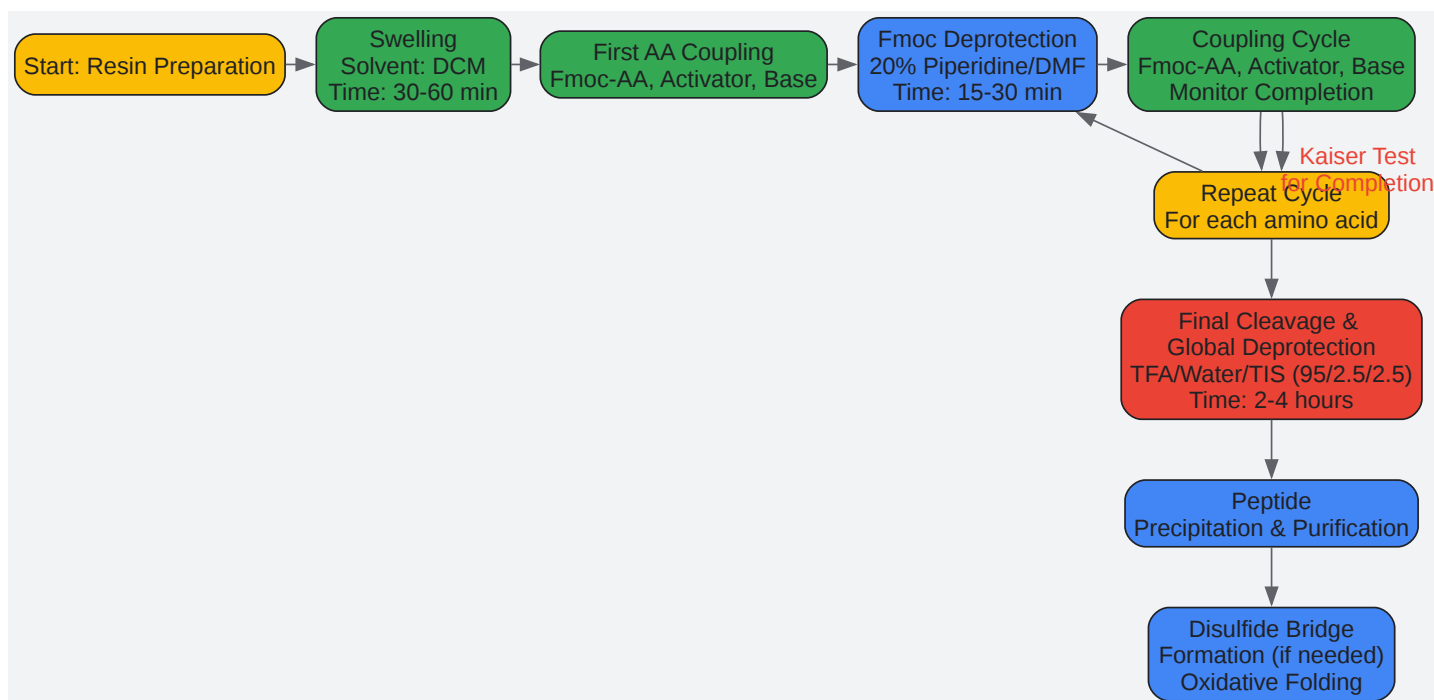 Start: Resin Preparation
Swelling
Solvent: DCM
Time: 30-60 min
First AA Coupling
Fmoc-AA, Activator, Base
Fmoc Deprotection
20% Piperidine/DMF
Time: 15-30 min
Coupling Cycle
Fmoc-AA, Activator, Base
Monitor Completion
Kaiser Test
for Completion
Repeat Cycle
For each amino acid
Final Cleavage &
Global Deprotection
TFA/Water/TIS (95/2.5/2.5)
Time: 2-4 hours
Peptide
Precipitation & Purification
Disulfide Bridge
Formation (if needed)
Oxidative Folding